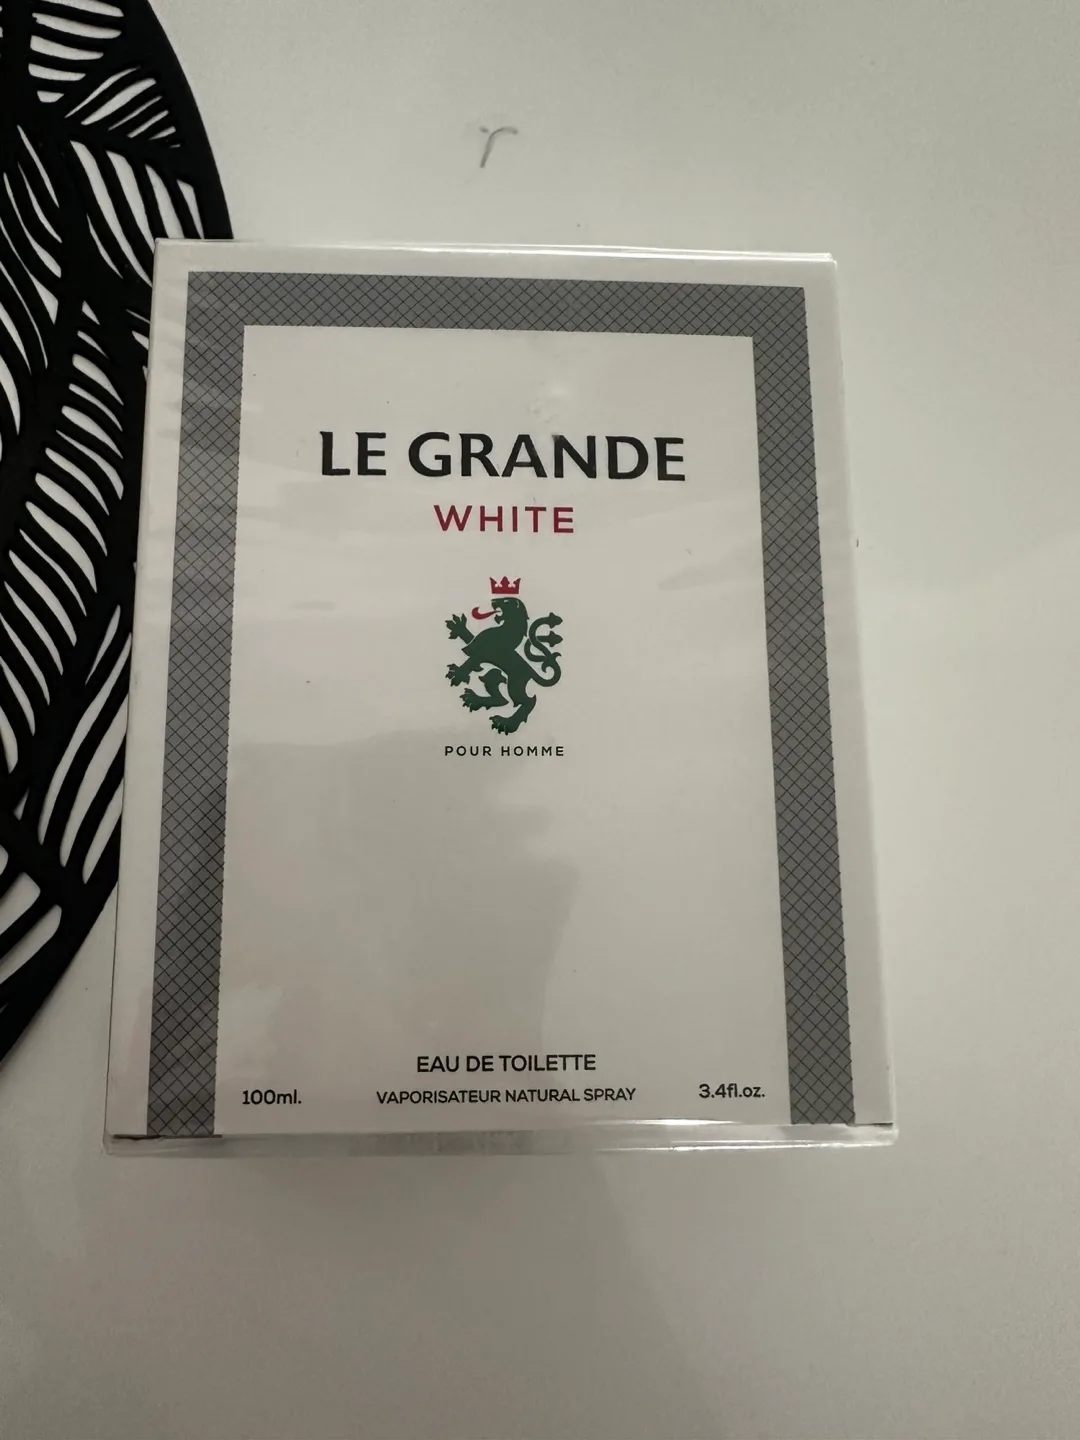 LE GRANDE
WHITE
POUR HOMME
EAU DE TOILETTE
100ml.
VAPORISATEUR NATURAL SPRAY
3.4fl.oz.